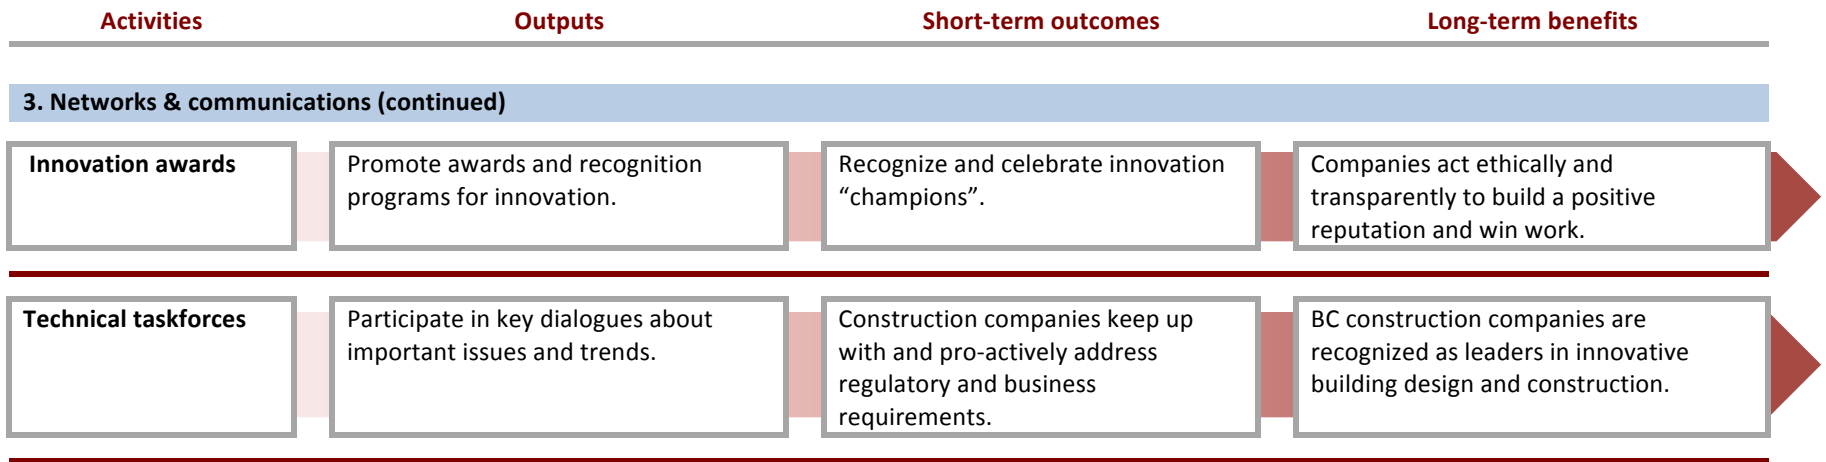 Activities Outputs Short-term outcomes Long-term benefits
3. Networks & communications (continued)
Innovation awards
Promote awards and recognition
programs for innovation.
Recognize and celebrate innovation
“champions”.
Companies act ethically and
transparently to build a positive
reputation and win work.
Technical taskforces
Participate in key dialogues about
important issues and trends.
Construction companies keep up
with and pro-actively address
regulatory and business
requirements.
BC construction companies are
recognized as leaders in innovative
building design and construction.